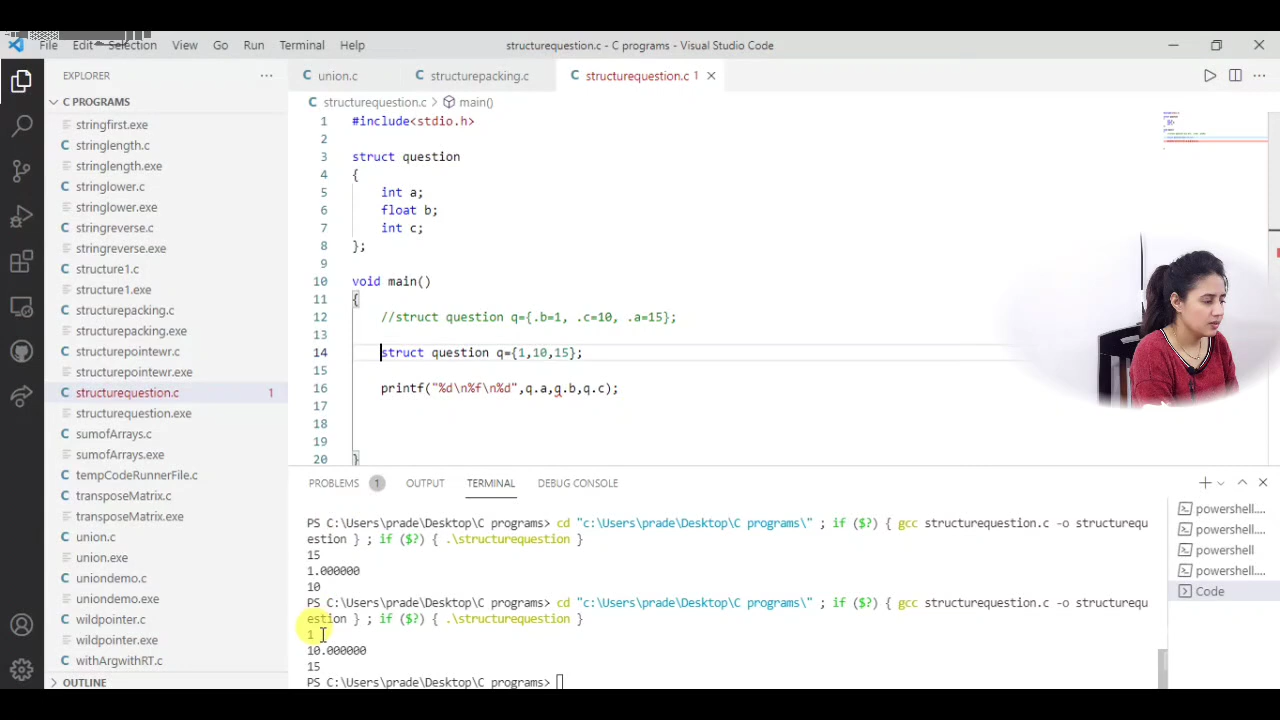 File Edit Selection View Go Run Terminal Help structurequestion.c - C programs - Visual Studio Code
EXPLORER
union.c structurepacking.c structurequestion.c 1
C PROGRAMS
stringfirst.exe
stringlength.c
stringlength.exe
stringlower.c
stringlower.exe
stringreverse.c
stringreverse.exe
structure1.c
structure1.exe
structurepacking.c
structurepacking.exe
structurepointewr.c
structurepointewr.exe
structurequestion.c 1
structurequestion.exe
sumofArrays.c
sumofArrays.exe
tempCodeRunnerFile.c
transposeMatrix.c
transposeMatrix.exe
union.c
union.exe
uniondemo.c
uniondemo.exe
wildpointer.c
wildpointer.exe
withArgwithRT.c
OUTLINE
structurequestion.c > main()
1 #include<stdio.h>
2
3 struct question
4 {
5 int a;
6 float b;
7 int c;
8 };
9
10 void main()
11 {
12 //struct question q={.b=1, .c=10, .a=15};
13
14 struct question q={1,10,15};
15
16 printf("%d\n%f\n%d",q.a,q.b,q.c);
17
18
19
20 }
PROBLEMS 1 OUTPUT TERMINAL DEBUG CONSOLE
PS C:\Users\prade\Desktop\C programs> cd "c:\Users\prade\Desktop\C programs\" ; if ($?) { gcc structurequestion.c -o structurequ
estion } ; if ($?) { .\structurequestion }
15
1.000000
10
PS C:\Users\prade\Desktop\C programs> cd "c:\Users\prade\Desktop\C programs\" ; if ($?) { gcc structurequestion.c -o structurequ
estion } ; if ($?) { .\structurequestion }
1
10.000000
15
PS C:\Users\prade\Desktop\C programs>
powershell....
powershell....
powershell
powershell....
Code